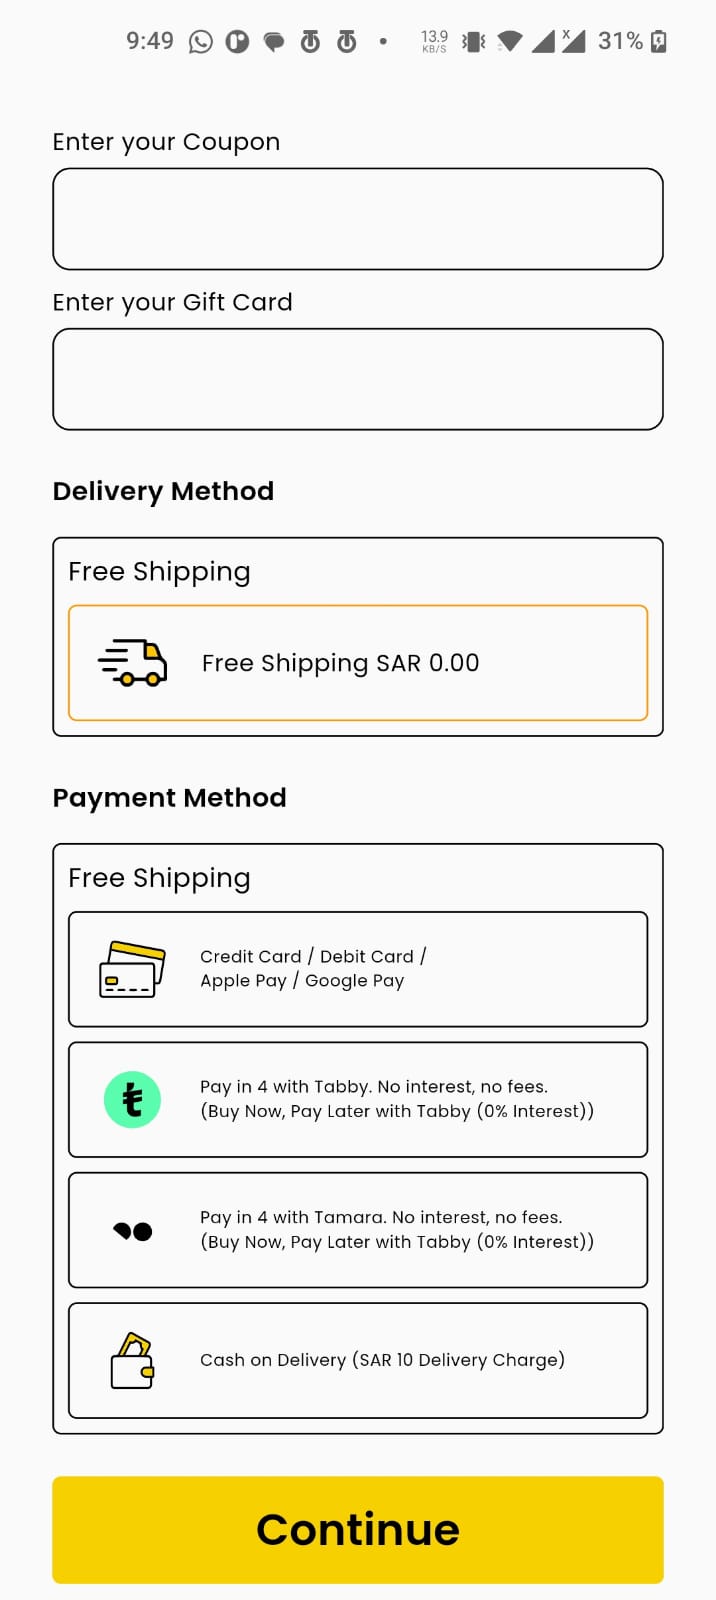 9:49
13.9
KB/S
x
31%
Enter your Coupon
Enter your Gift Card
Delivery Method
Free Shipping
Free Shipping SAR 0.00
Payment Method
Free Shipping
Credit Card / Debit Card /
Apple Pay / Google Pay
Pay in 4 with Tabby. No interest, no fees.
(Buy Now, Pay Later with Tabby (0% Interest))
Pay in 4 with Tamara. No interest, no fees.
(Buy Now, Pay Later with Tabby (0% Interest))
Cash on Delivery (SAR 10 Delivery Charge)
Continue